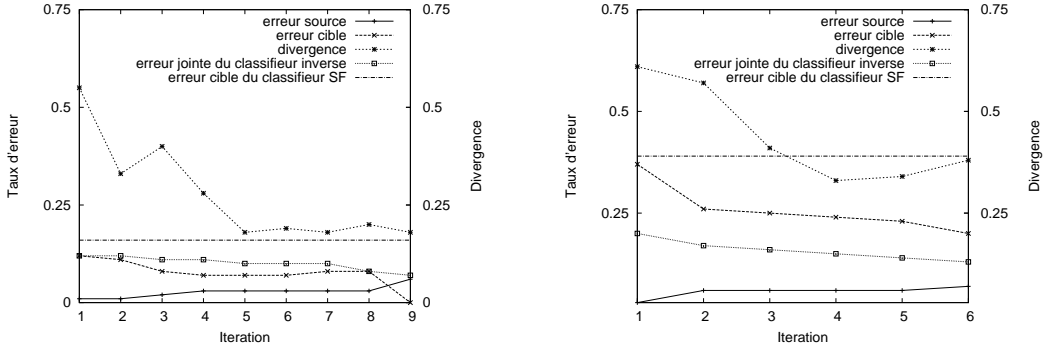 0.75
0.5
0.25
0
Taux d'erreur
erreur source
erreur cible
divergence
erreur jointe du classifieur inverse
erreur cible du classifieur SF
0.75
0.5
0.25
0
Divergence
1 2 3 4 5 6 7 8 9
Iteration
0.75
0.5
0.25
Taux d'erreur
erreur source
erreur cible
divergence
erreur jointe du classifieur inverse
erreur cible du classifieur SF
0.75
0.5
0.25
Divergence
1 2 3 4 5 6
Iteration